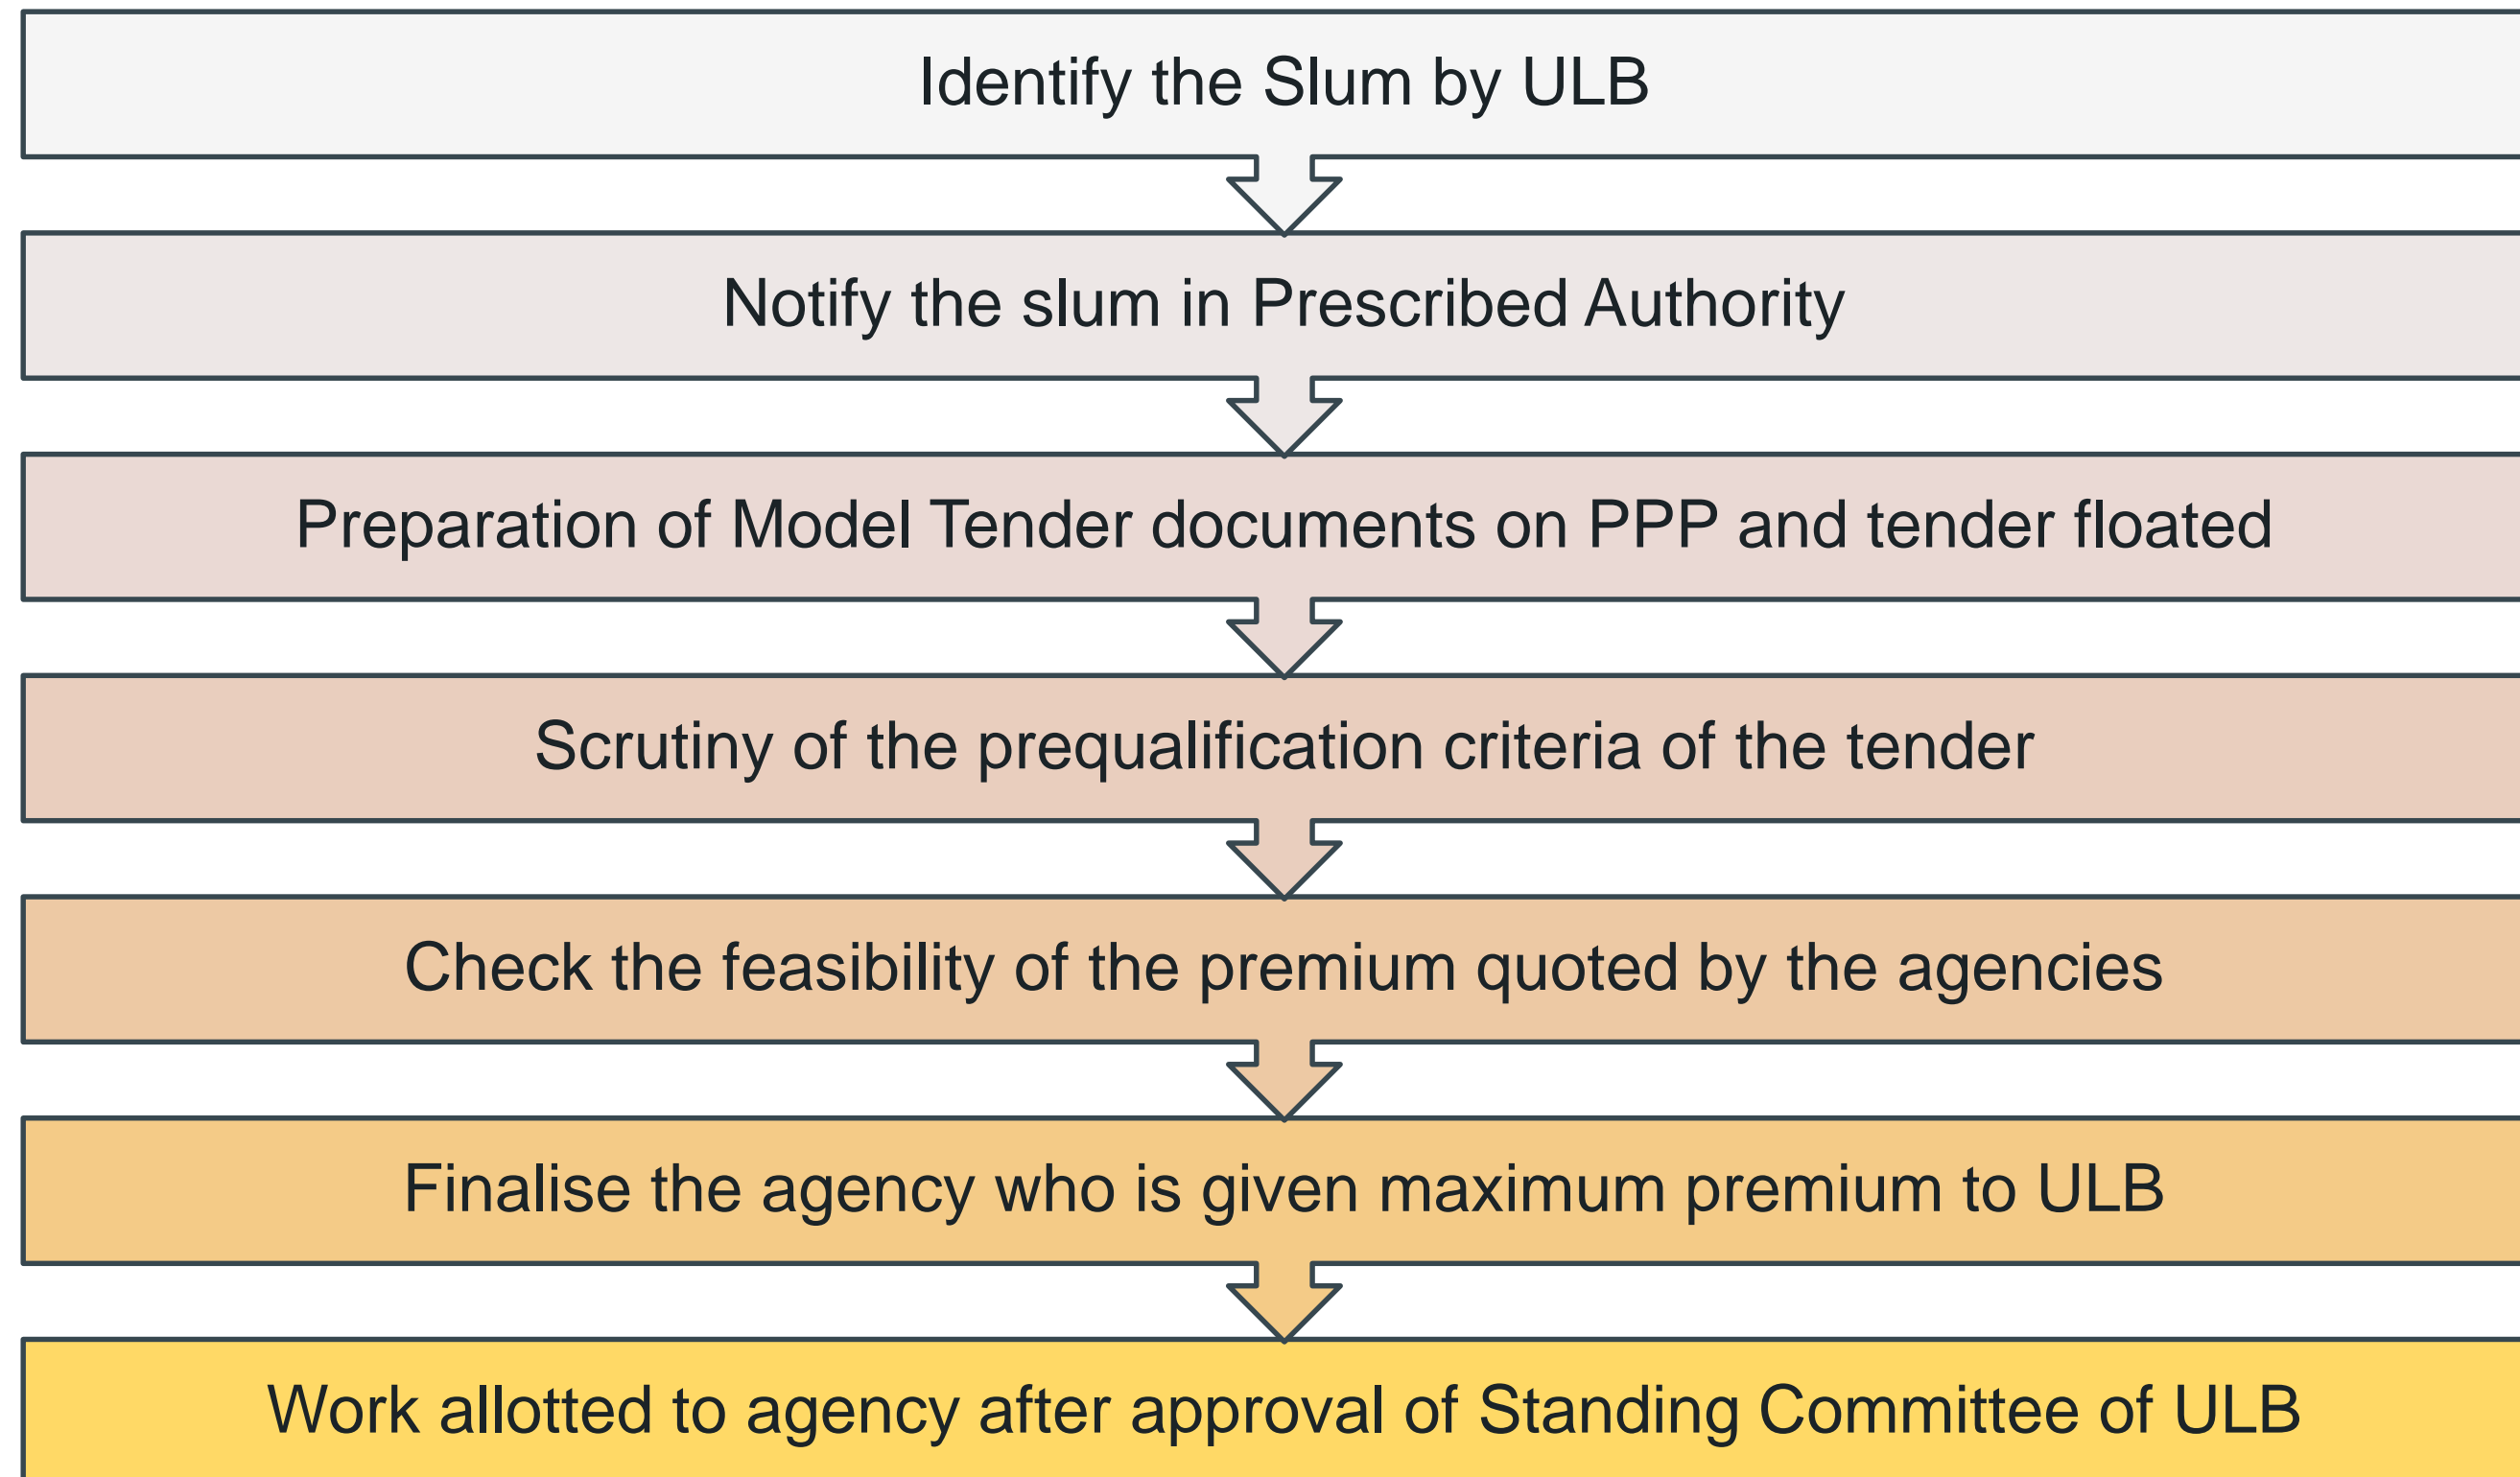 Identify the Slum by ULB
Notify the slum in Prescribed Authority
Preparation of Model Tender documents on PPP and tender floated
Scrutiny of the prequalification criteria of the tender
Check the feasibility of the premium quoted by the agencies
Finalise the agency who is given maximum premium to ULB
Work allotted to agency after approval of Standing Committee of ULB